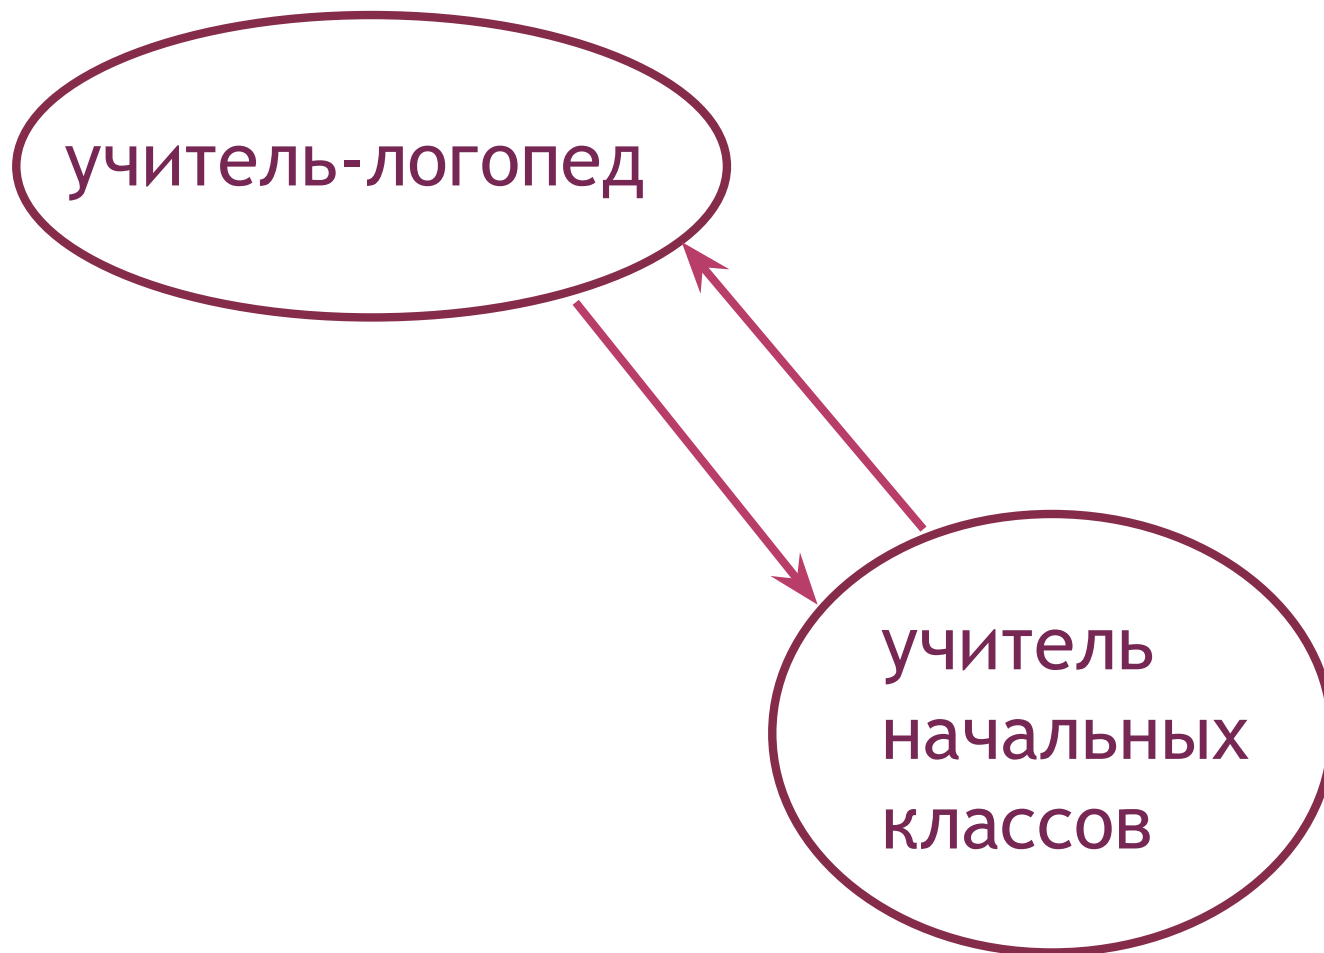 учитель-логопед
учитель
начальных
классов